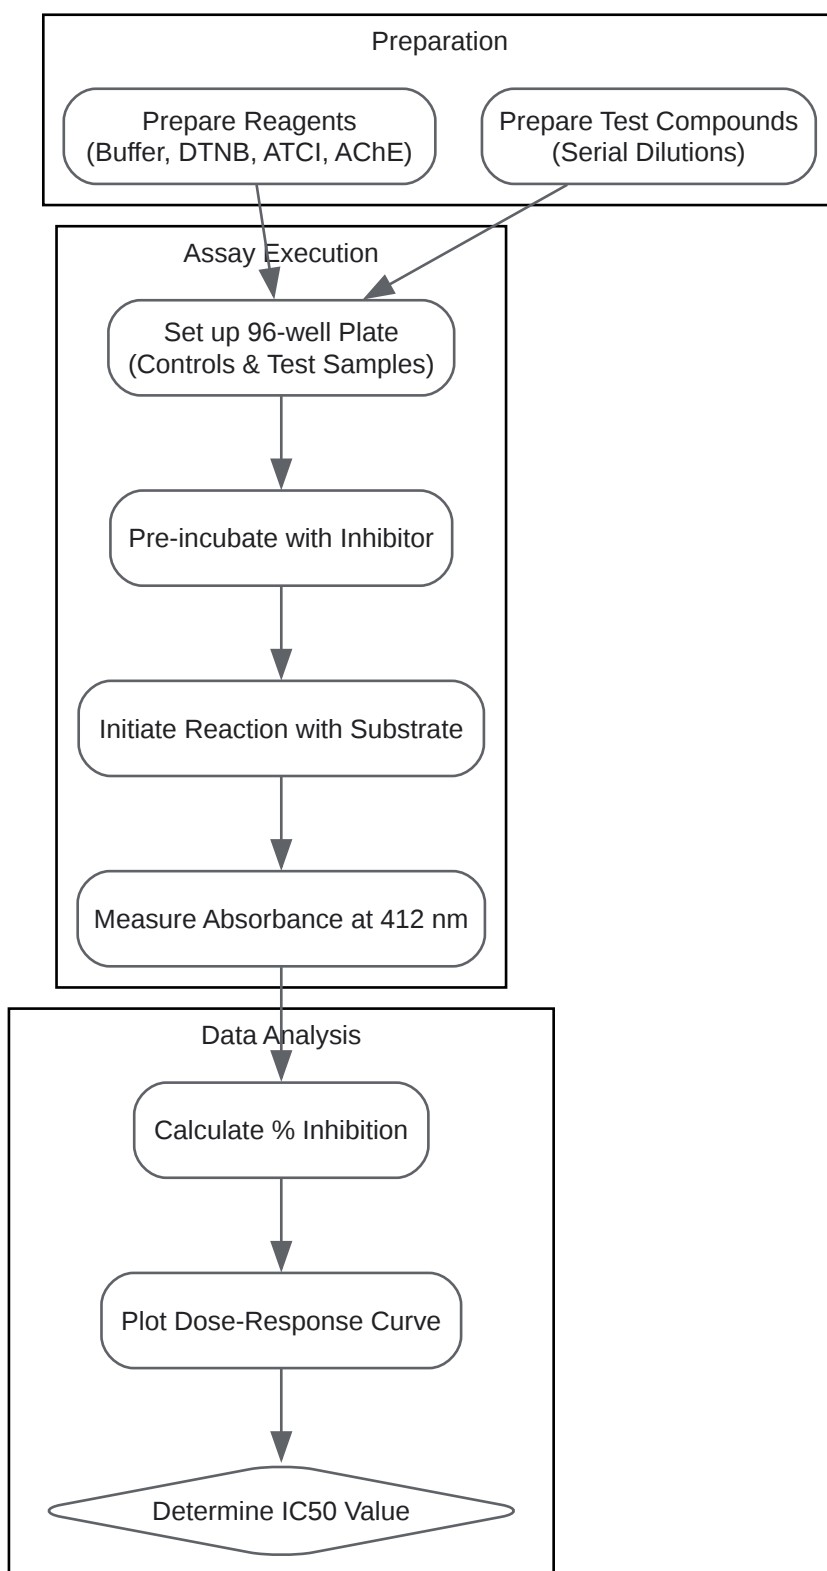 Preparation
Prepare Reagents
(Buffer, DTNB, ATCI, AChE)
Prepare Test Compounds
(Serial Dilutions)
Assay Execution
Set up 96-well Plate
(Controls & Test Samples)
Pre-incubate with Inhibitor
Initiate Reaction with Substrate
Measure Absorbance at 412 nm
Data Analysis
Calculate % Inhibition
Plot Dose-Response Curve
Determine IC50 Value